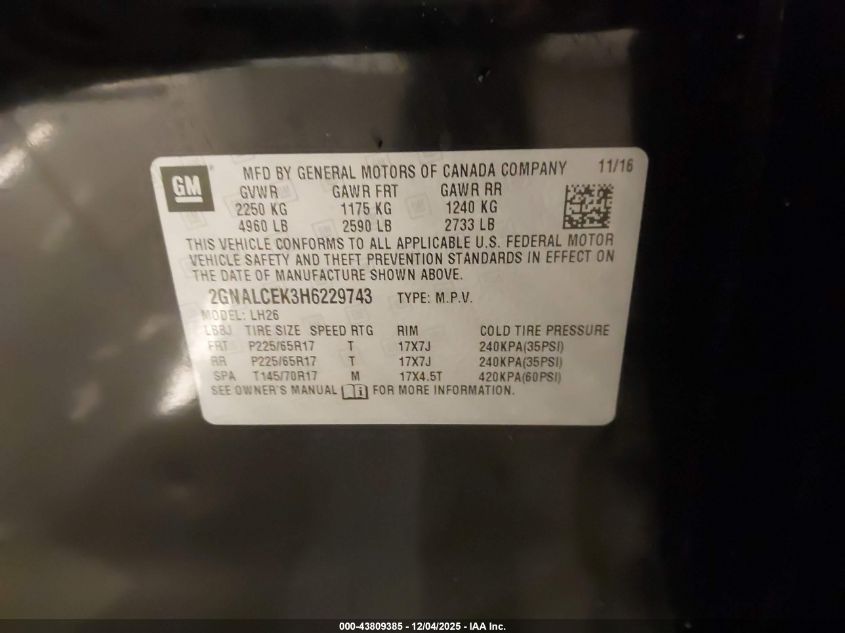 GM
MFD BY GENERAL MOTORS OF CANADA COMPANY 11/16
GVWR GAWR FRT GAWR RR
2250 KG 1175 KG 1240 KG
4960 LB 2590 LB 2733 LB
THIS VEHICLE CONFORMS TO ALL APPLICABLE U.S. FEDERAL MOTOR
VEHICLE SAFETY AND THEFT PREVENTION STANDARDS IN EFFECT ON
THE DATE OF MANUFACTURE SHOWN ABOVE.
2GNALCEK3H6229743 TYPE: M.P.V.
MODEL: LH26
LBBJ TIRE SIZE SPEED RTG RIM COLD TIRE PRESSURE
FRT P225/65R17 T 17X7J 240KPA(35PSI)
RR P225/65R17 T 17X7J 240KPA(35PSI)
SPA T145/70R17 M 17X4.5T 420KPA(60PSI)
SEE OWNER'S MANUAL FOR MORE INFORMATION.
000-43809385 - 12/04/2025 - IAA Inc.